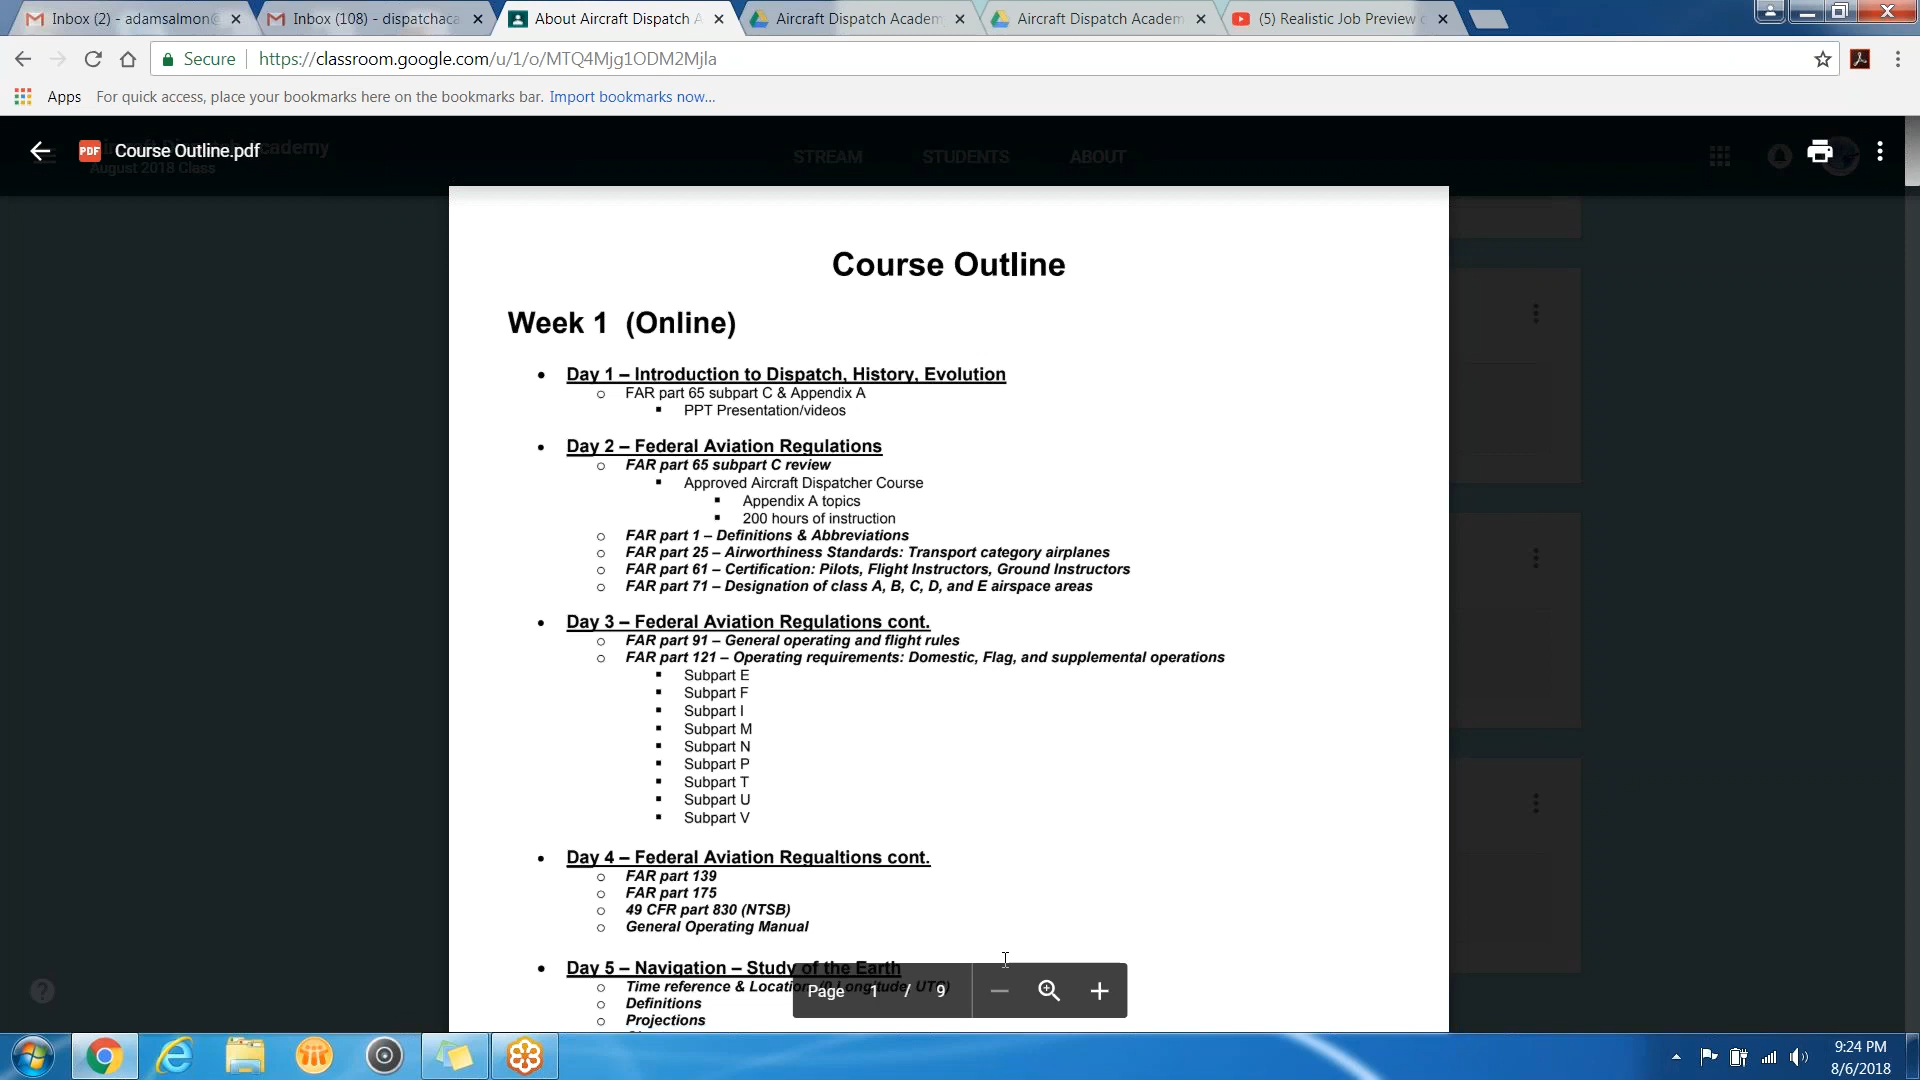 Inbox (2) - adamsalmon@
Inbox (108) - dispatchaca
About Aircraft Dispatch A
Aircraft Dispatch Academ
Aircraft Dispatch Academ
(5) Realistic Job Preview
Secure
https://classroom.google.com/u/1/o/MTQ4Mjg1ODM2Mjla
Apps For quick access, place your bookmarks here on the bookmarks bar. Import bookmarks now...
PDF Course Outline.pdf
August 2018 Class
STREAM STUDENTS ABOUT
Course Outline
Week 1 (Online)
Day 1 – Introduction to Dispatch, History, Evolution
FAR part 65 subpart C & Appendix A
PPT Presentation/videos
Day 2 – Federal Aviation Regulations
FAR part 65 subpart C review
Approved Aircraft Dispatcher Course
Appendix A topics
200 hours of instruction
FAR part 1 – Definitions & Abbreviations
FAR part 25 – Airworthiness Standards: Transport category airplanes
FAR part 61 – Certification: Pilots, Flight Instructors, Ground Instructors
FAR part 71 – Designation of class A, B, C, D, and E airspace areas
Day 3 – Federal Aviation Regulations cont.
FAR part 91 – General operating and flight rules
FAR part 121 – Operating requirements: Domestic, Flag, and supplemental operations
Subpart E
Subpart F
Subpart I
Subpart M
Subpart N
Subpart P
Subpart T
Subpart U
Subpart V
Day 4 – Federal Aviation Regualtions cont.
FAR part 139
FAR part 175
49 CFR part 830 (NTSB)
General Operating Manual
Day 5 – Navigation – Study of the Earth
Time reference & Location (0 Longitude, UTC)
Definitions
Projections
Page 1 / 9
9:24 PM
8/6/2018